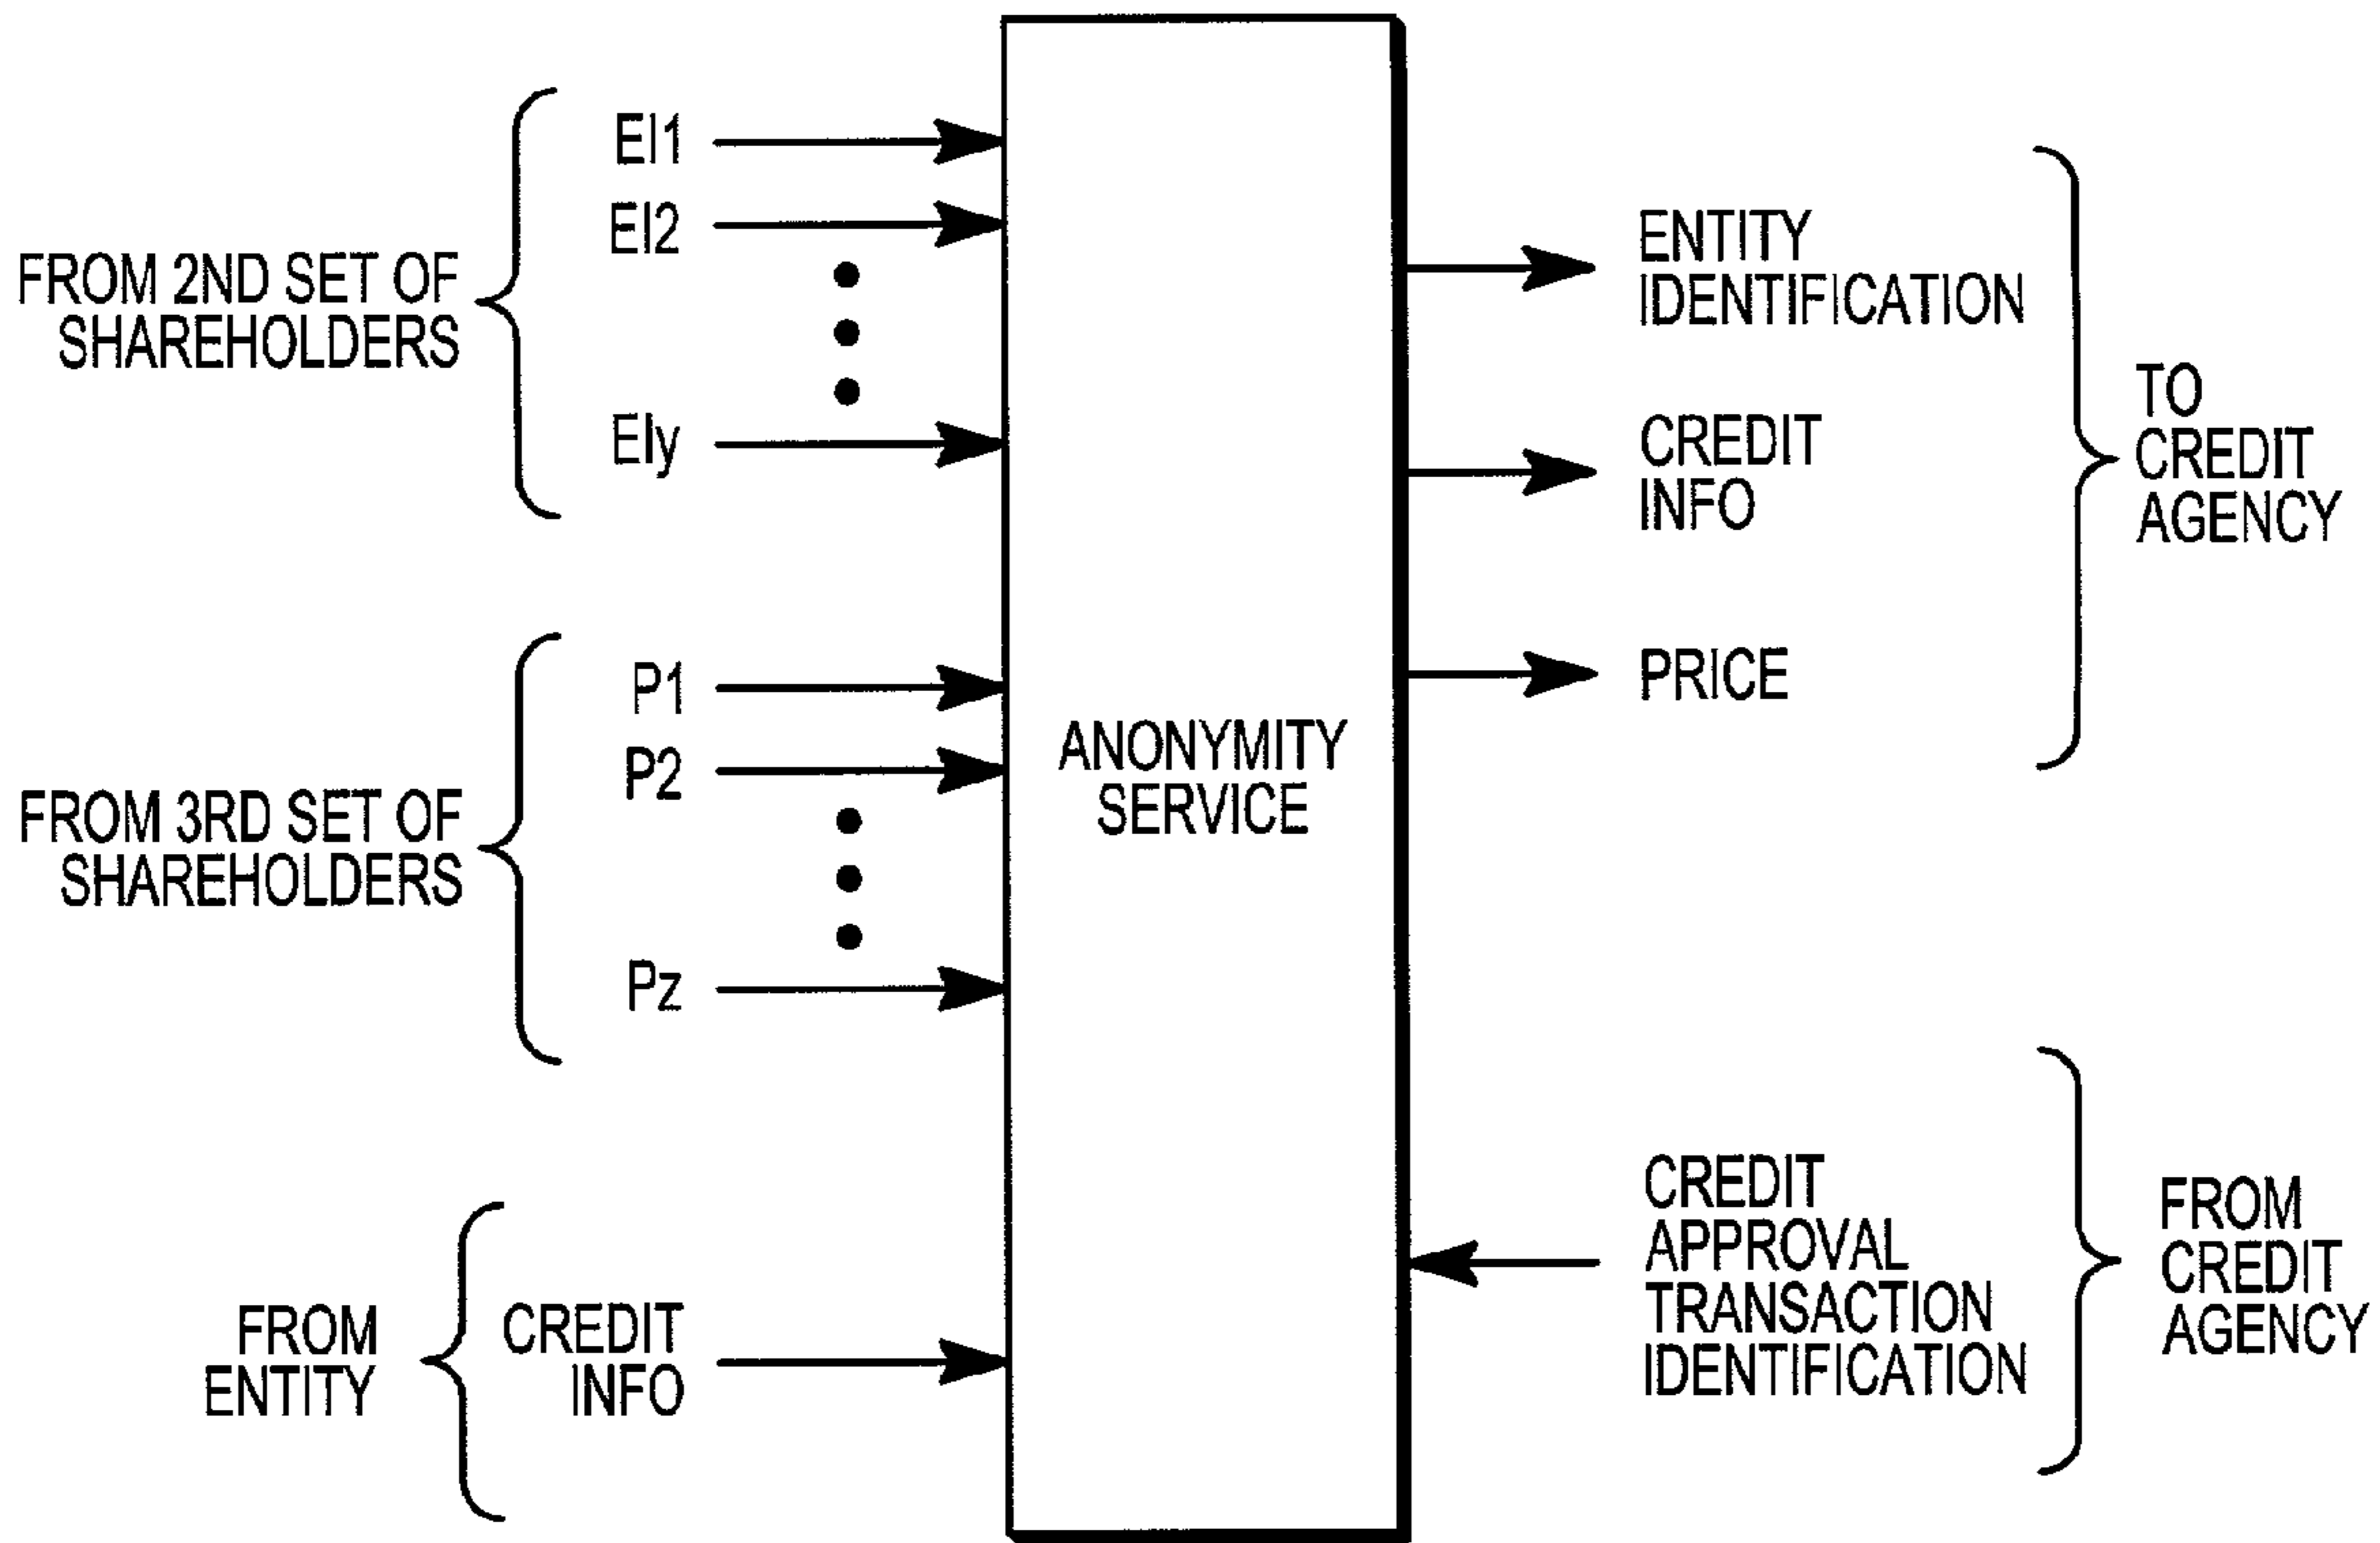 FROM 2ND SET OF
SHAREHOLDERS
EI1
EI2
EIy
FROM 3RD SET OF
SHAREHOLDERS
P1
P2
Pz
FROM
ENTITY
CREDIT
INFO
ANONYMITY
SERVICE
ENTITY
IDENTIFICATION
CREDIT
INFO
PRICE
TO
CREDIT
AGENCY
CREDIT
APPROVAL
TRANSACTION
IDENTIFICATION
FROM
CREDIT
AGENCY